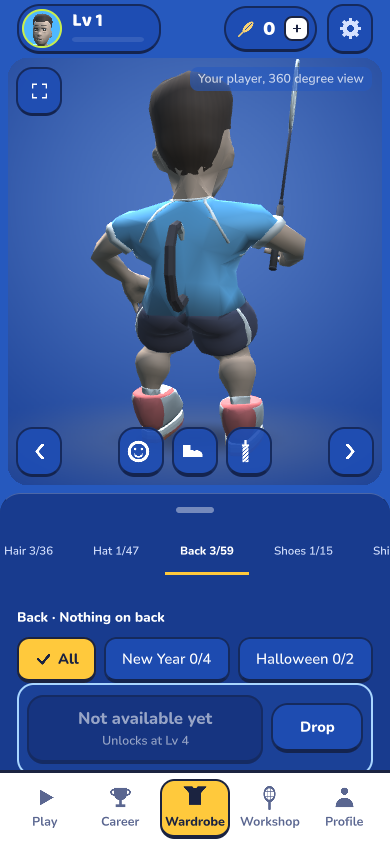 Lv 1
0
+
Your player, 360 degree view
Hair 3/36
Hat 1/47
Back 3/59
Shoes 1/15
Shi
Back · Nothing on back
All
New Year 0/4
Halloween 0/2
Not available yet
Unlocks at Lv 4
Drop
Play
Career
Wardrobe
Workshop
Profile